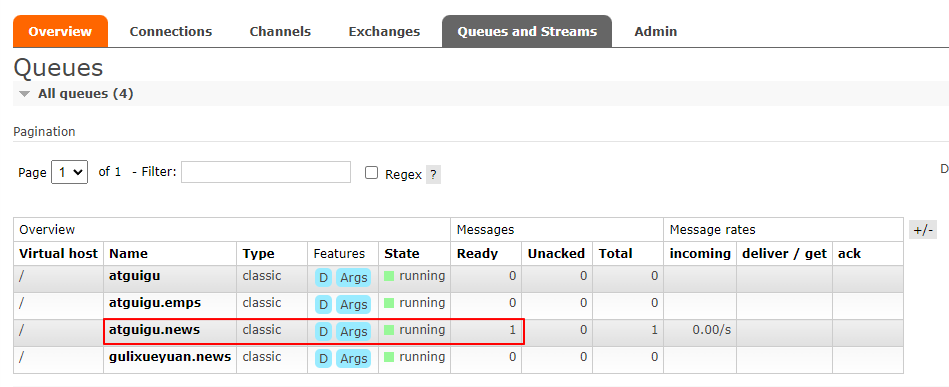 Overview Connections Channels Exchanges Queues and Streams Admin
Queues
All queues (4)
Pagination
Page 1 of 1 - Filter: Regex ? D
Overview Messages Message rates +/-
Virtual host Name Type Features State Ready Unacked Total incoming deliver / get ack
/ atguigu classic D Args running 0 0 0
/ atguigu.emps classic D Args running 0 0 0
/ atguigu.news classic D Args running 1 0 1 0.00/s
/ gulixueyuan.news classic D Args running 0 0 0